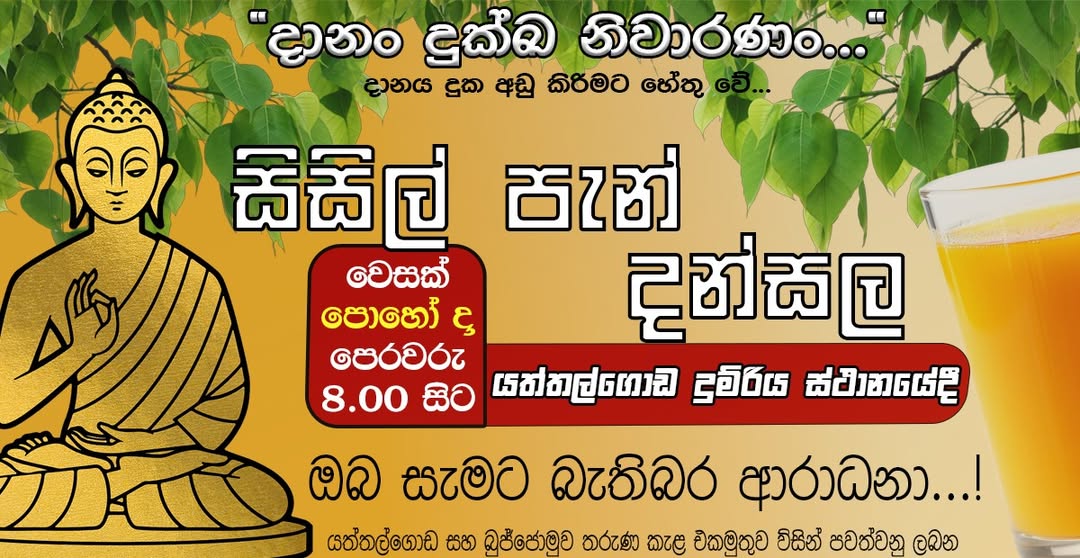 “දානං දුක්ඛ නිවාරණං...“
දානය දුක අඩු කිරිමට හේතු වේ...
සිසිල් පැන්
දන්සල
වෙසක්
පොහෝ දා
පෙරවරු
8.00 සිට
යත්තල්ගොඩ දුම්රිය ස්ථානයේදී
ඔබ සැමට බැතිබර ආරාධනා...!
යත්තල්ගොඩ සහ බුජ්ජොමුව තරුණ කැළ එකමුතුව විසින් පවත්වනු ලබන